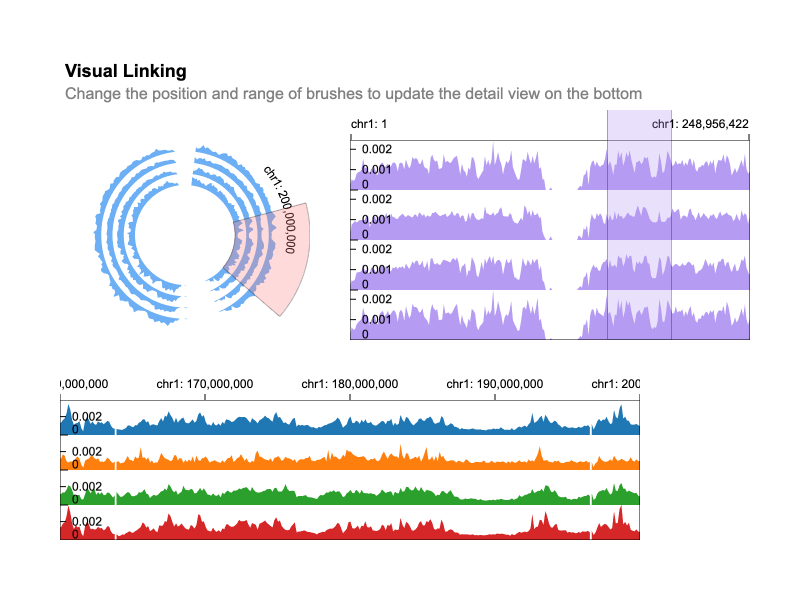 Visual Linking
Change the position and range of brushes to update the detail view on the bottom
chr1: 1
chr1: 248,956,422
0.002
0.001
0
0.002
0.001
0
0.002
0.001
0
0.002
0.001
0
chr1: 200,000,000
0,000,000
chr1: 170,000,000
chr1: 180,000,000
chr1: 190,000,000
chr1: 200
0.002
0
0.002
0
0.002
0
0.002
0